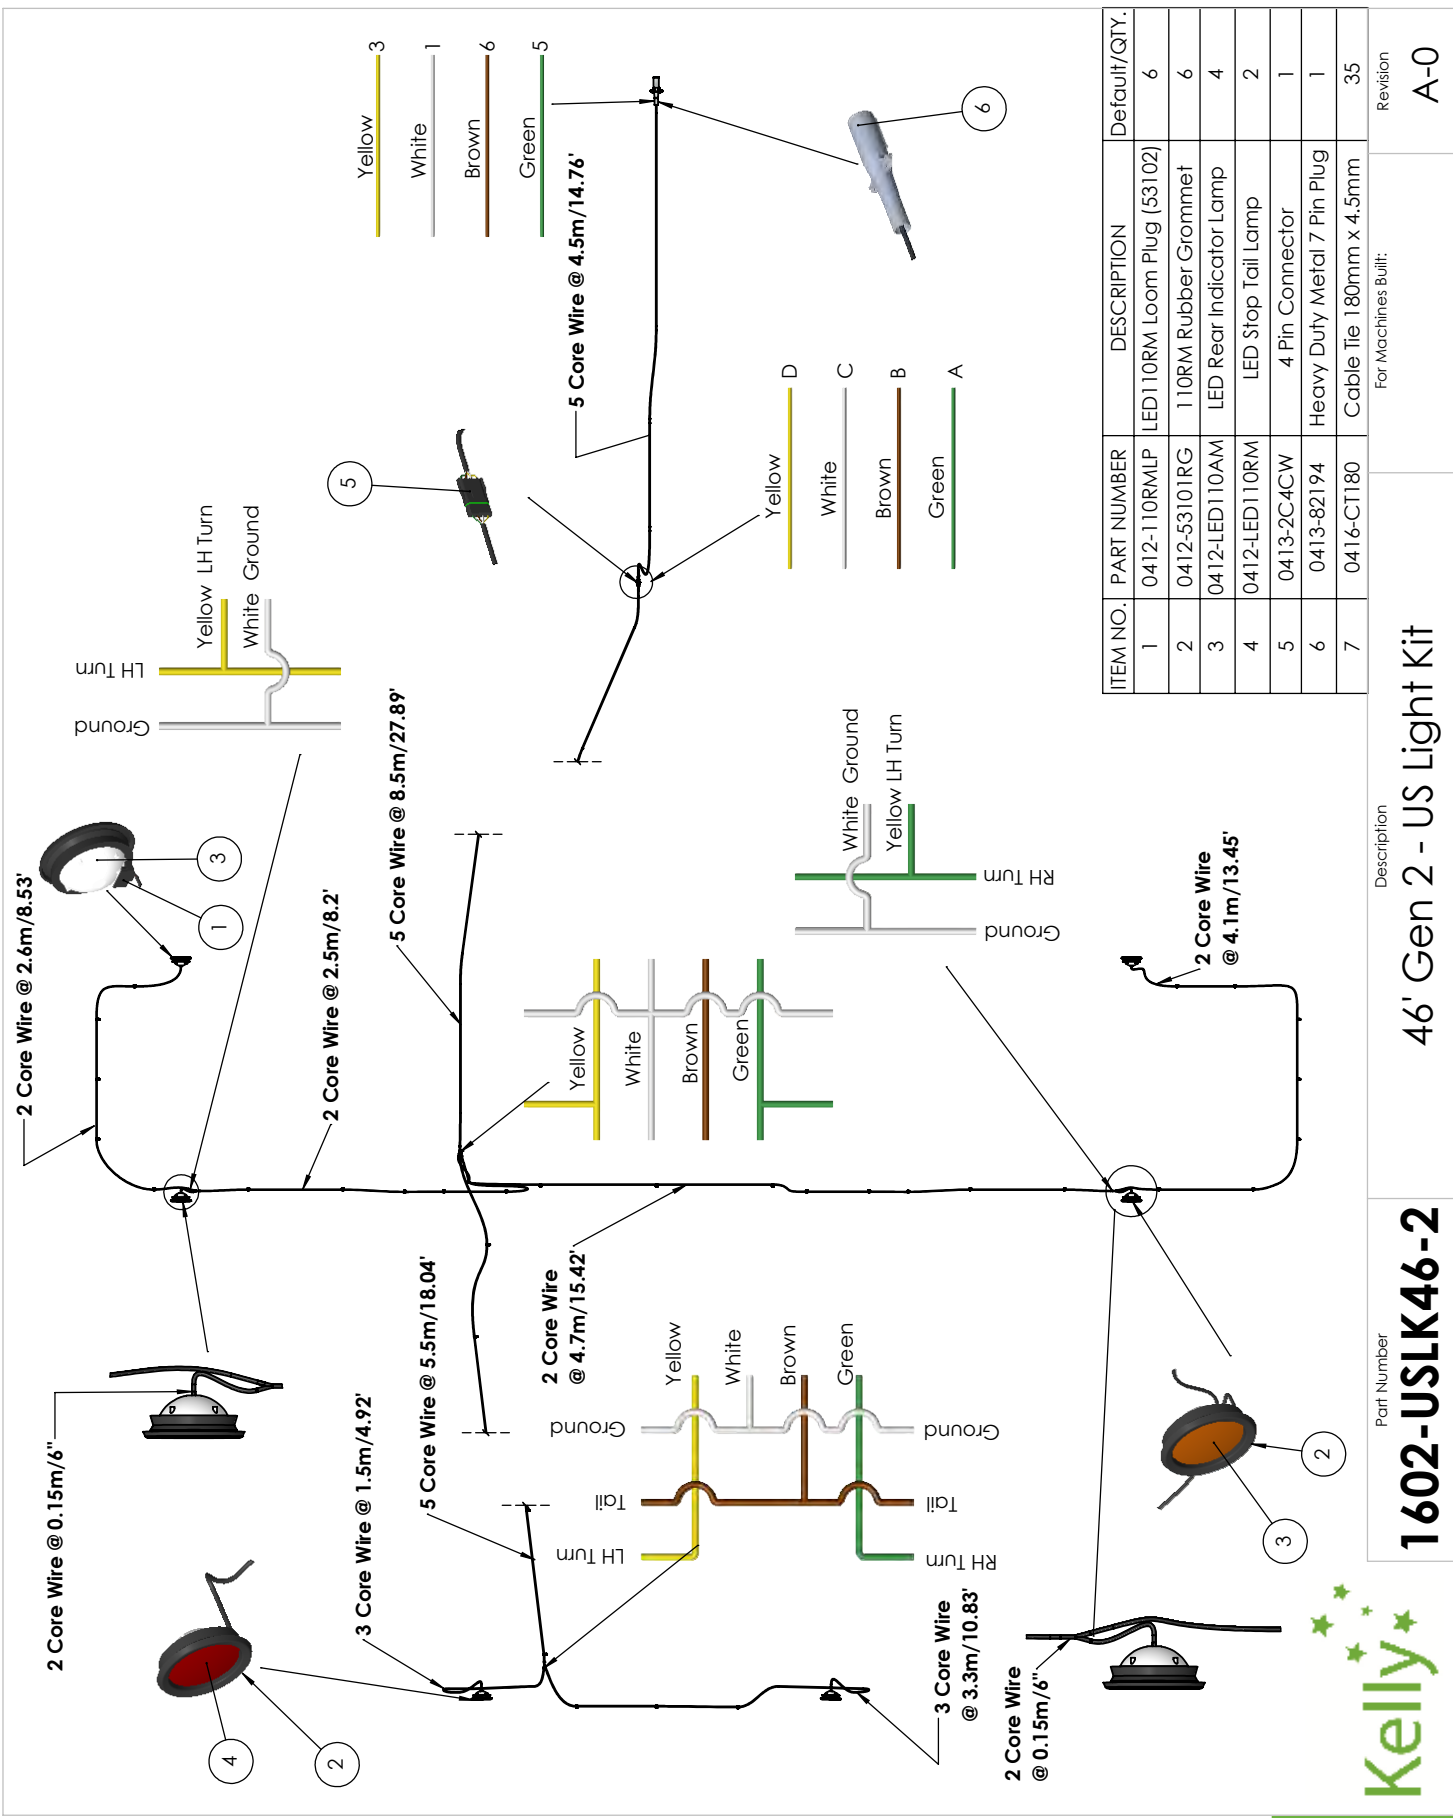 2 Core Wire @ 0.15m/6"
4
2
3 Core Wire @ 1.5m/4.92'
5 Core Wire @ 5.5m/18.04'
2 Core Wire
@ 4.7m/15.42'
LH Turn
Tail
Ground
Yellow
White
Brown
Green
RH Turn
Tail
Ground
3 Core Wire
@ 3.3m/10.83'
2 Core Wire
@ 0.15m/6"
3
2
2 Core Wire @ 2.6m/8.53'
1
3
2 Core Wire @ 2.5m/8.2'
5 Core Wire @ 8.5m/27.89'
Ground
LH Turn
Yellow LH Turn
White Ground
Yellow
White
Brown
Green
White Ground
Yellow LH Turn
Ground
RH Turn
2 Core Wire
@ 4.1m/13.45'
5
5 Core Wire @ 4.5m/14.76'
Yellow D
White C
Brown B
Green A
Yellow 3
White 1
Brown 6
Green 5
6
ITEM NO. PART NUMBER DESCRIPTION Default/QTY.
1 0412-110RMLP LED110RM Loom Plug (53102) 6
2 0412-53101RG 110RM Rubber Grommet 6
3 0412-LED110AM LED Rear Indicator Lamp 4
4 0412-LED110RM LED Stop Tail Lamp 2
5 0413-2C4CW 4 Pin Connector 1
6 0413-82194 Heavy Duty Metal 7 Pin Plug 1
7 0416-CT180 Cable Tie 180mm x 4.5mm 35
Kelly
Part Number
1602-USLK46-2
Description
46' Gen 2 - US Light Kit
For Machines Built:
-
Revision
A-0